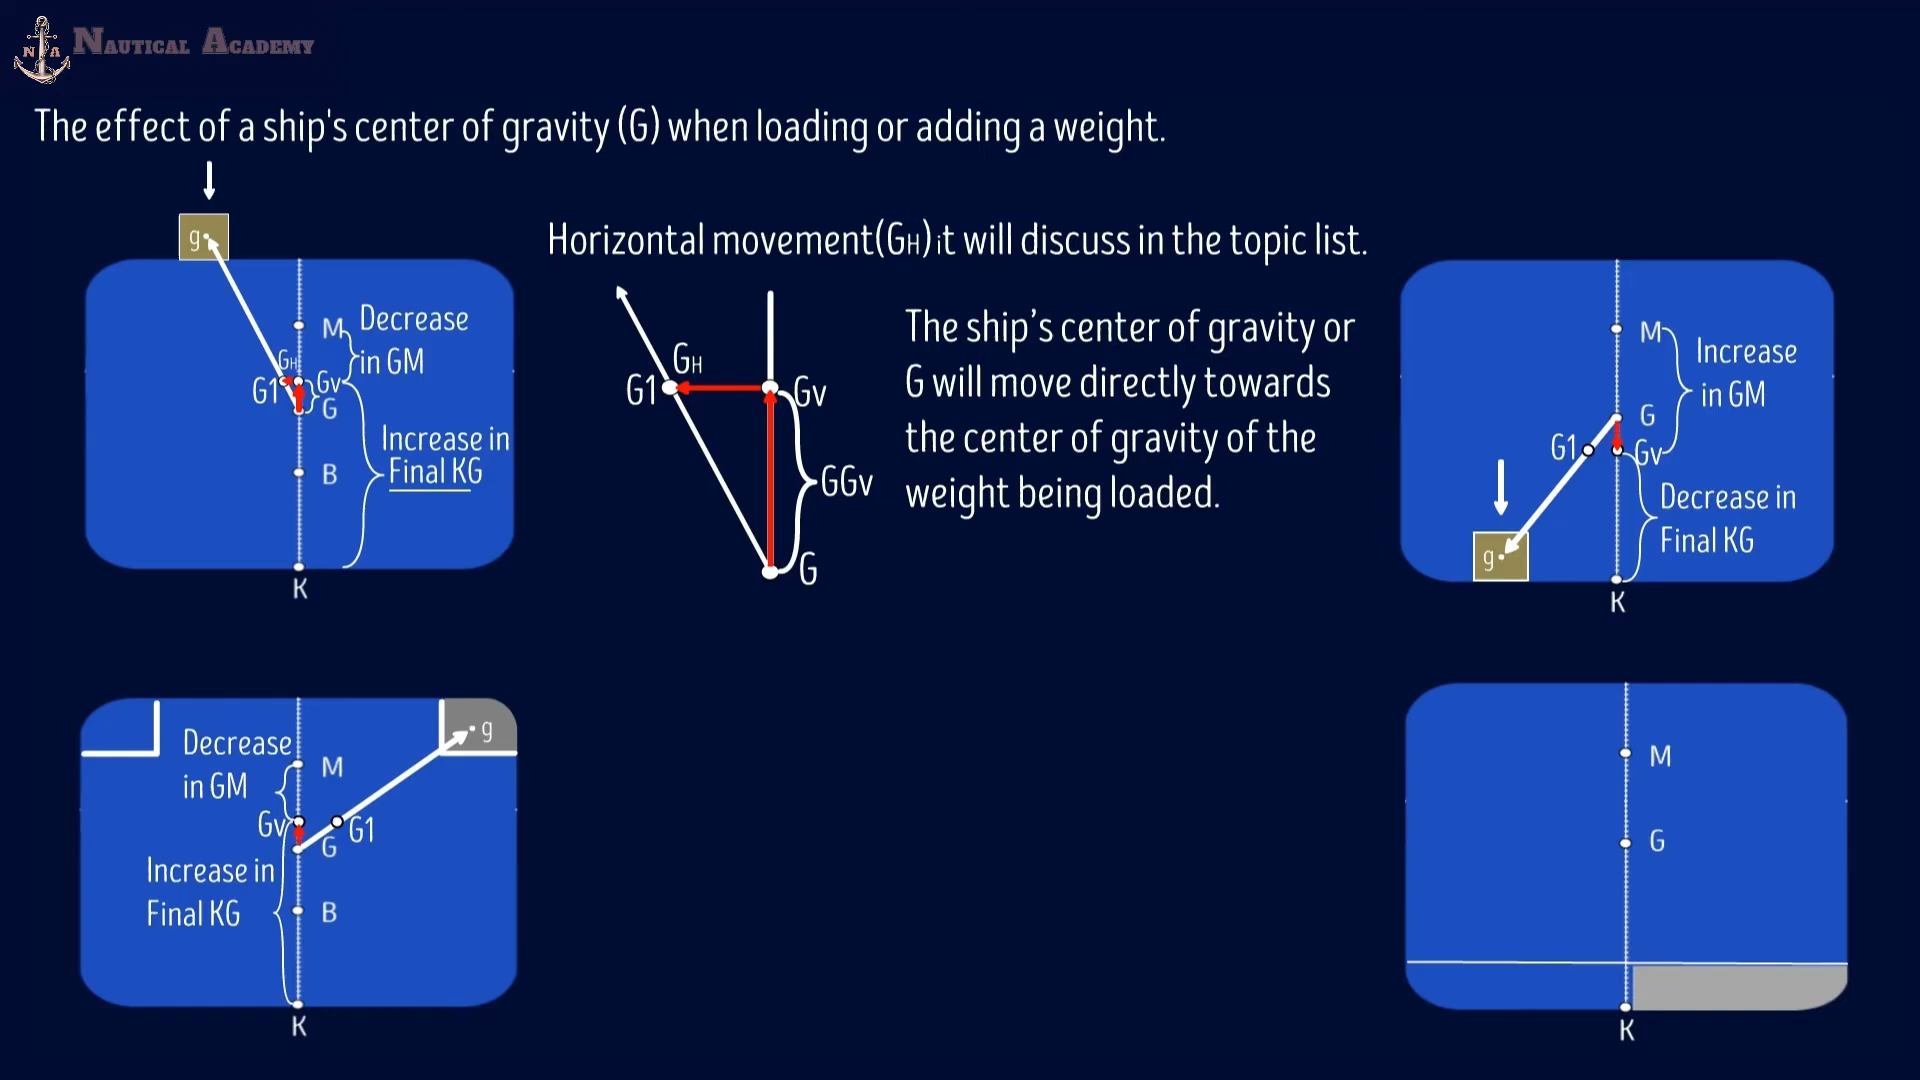 N A
Nautical Academy
The effect of a ship's center of gravity (G) when loading or adding a weight.
g
M
Decrease
in GM
GH
G1
Gv
G
Increase in
Final KG
B
K
Horizontal movement(GH) it will discuss in the topic list.
GH
G1
Gv
GGv
G
The ship’s center of gravity or
G will move directly towards
the center of gravity of the
weight being loaded.
M
Increase
in GM
G
G1
Gv
Decrease in
Final KG
g
K
g
Decrease
in GM
M
Gv
G1
G
Increase in
Final KG
B
K
M
G
K